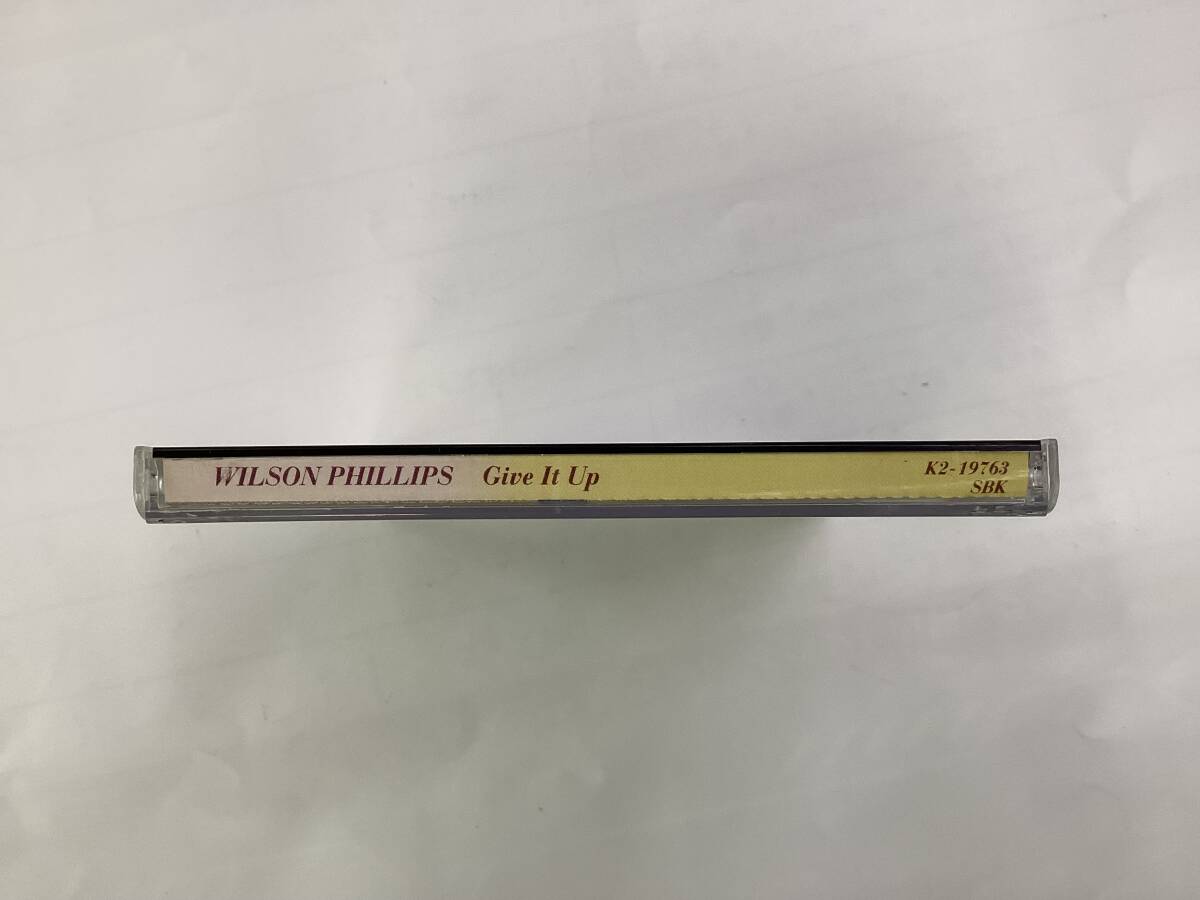 WILSON PHILLIPS Give It Up K2-19763
SBK